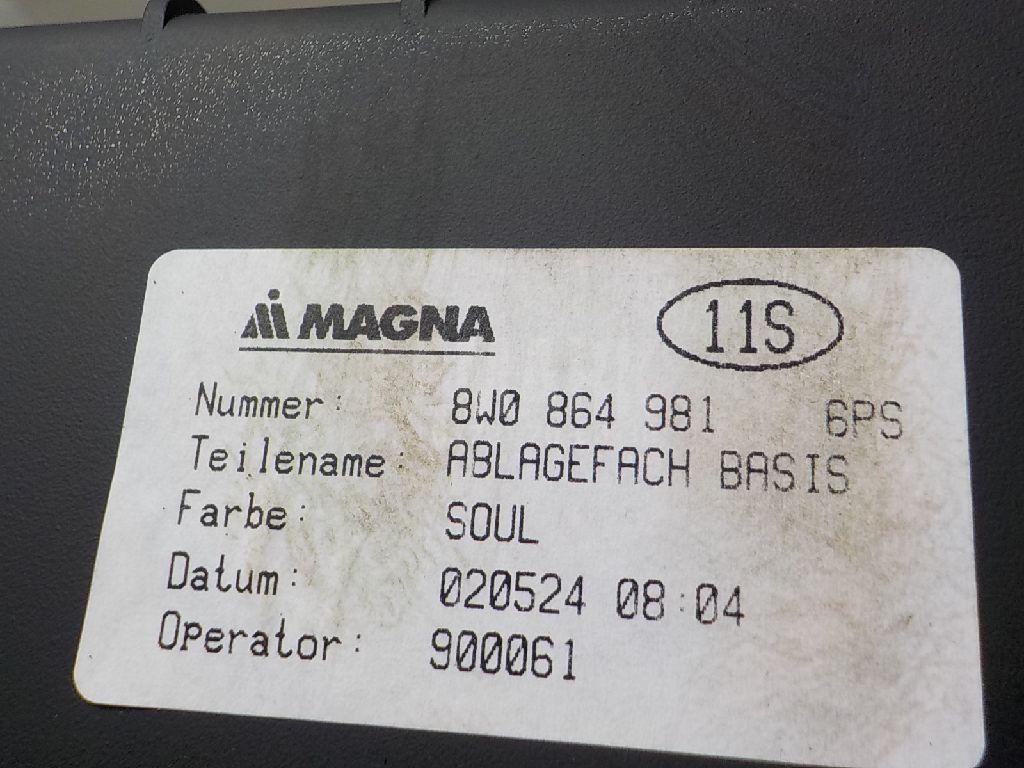 MAGNA 11S
Nummer: 8W0 864 981 6PS
Teilename: ABLAGEFACH BASIS
Farbe: SOUL
Datum: 020524 08:04
Operator: 900061